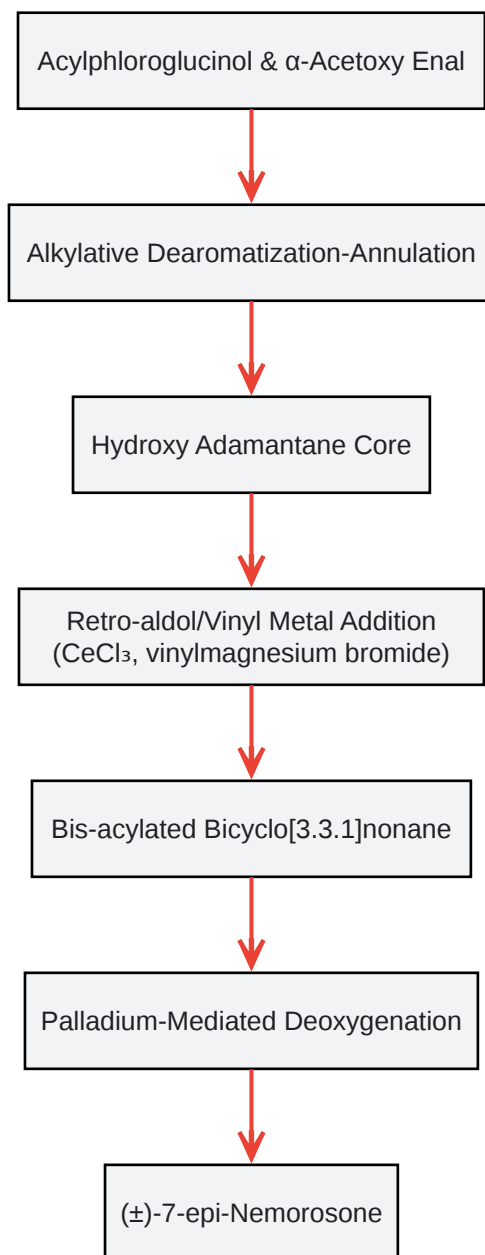 Acylphloroglucinol & α-Acetoxy Enal
Alkylative Dearomatization-Annulation
Hydroxy Adamantane Core
Retro-aldol/Vinyl Metal Addition
(CeCl₃, vinylmagnesium bromide)
Bis-acylated Bicyclo[3.3.1]nonane
Palladium-Mediated Deoxygenation
(±)-7-epi-Nemorosone